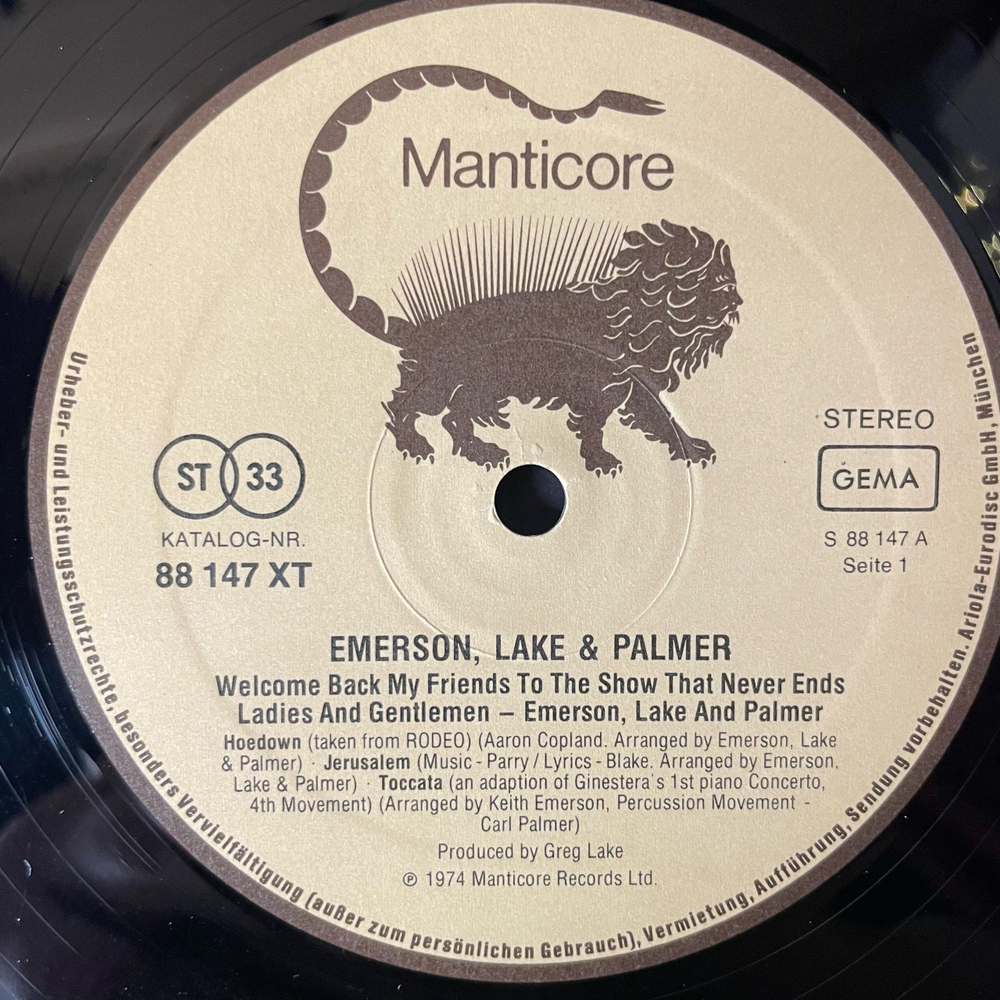 Manticore
STEREO
ST 33
GEMA
KATALOG-NR.
88 147 XT
S 88 147 A
Seite 1
EMERSON, LAKE & PALMER
Welcome Back My Friends To The Show That Never Ends
Ladies And Gentlemen – Emerson, Lake And Palmer
Hoedown (taken from RODEO) (Aaron Copland. Arranged by Emerson, Lake
& Palmer) · Jerusalem (Music - Parry / Lyrics - Blake. Arranged by Emerson,
Lake & Palmer) · Toccata (an adaption of Ginestera's 1st piano Concerto,
4th Movement) (Arranged by Keith Emerson, Percussion Movement -
Carl Palmer)
Produced by Greg Lake
℗ 1974 Manticore Records Ltd.
Urheber- und Leistungsschutzrechte, besonders Vervielfältigung (außer zum persönlichen Gebrauch), Vermietung, Aufführung, Sendung vorbehalten. Ariola-Eurodisc GmbH, München